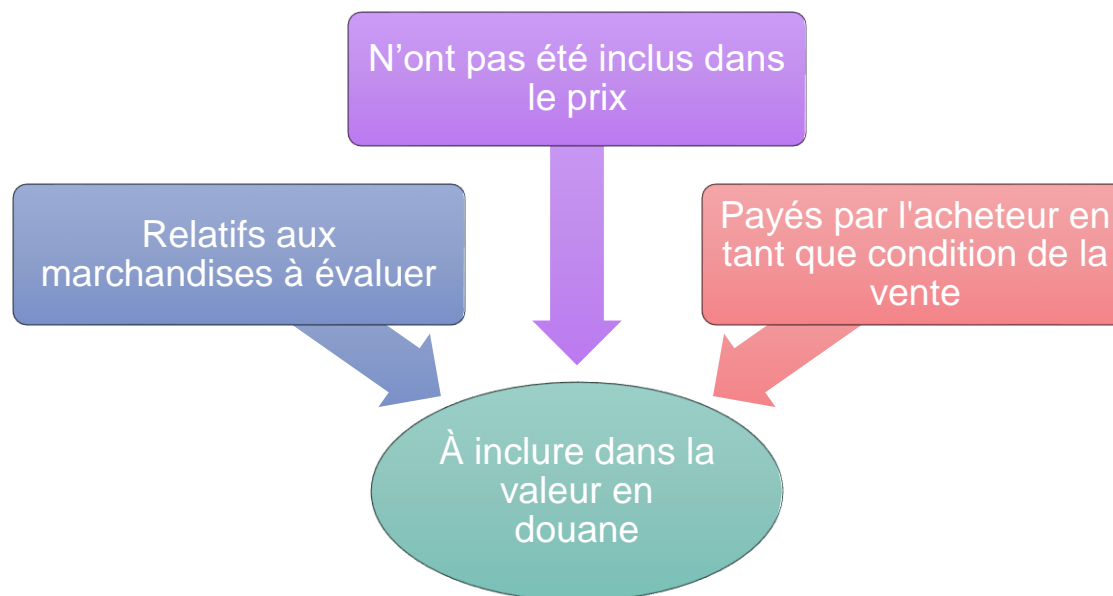 N’ont pas été inclus dans
le prix
Relatifs aux
marchandises à évaluer
Payés par l'acheteur en
tant que condition de la
vente
À inclure dans la
valeur en
douane